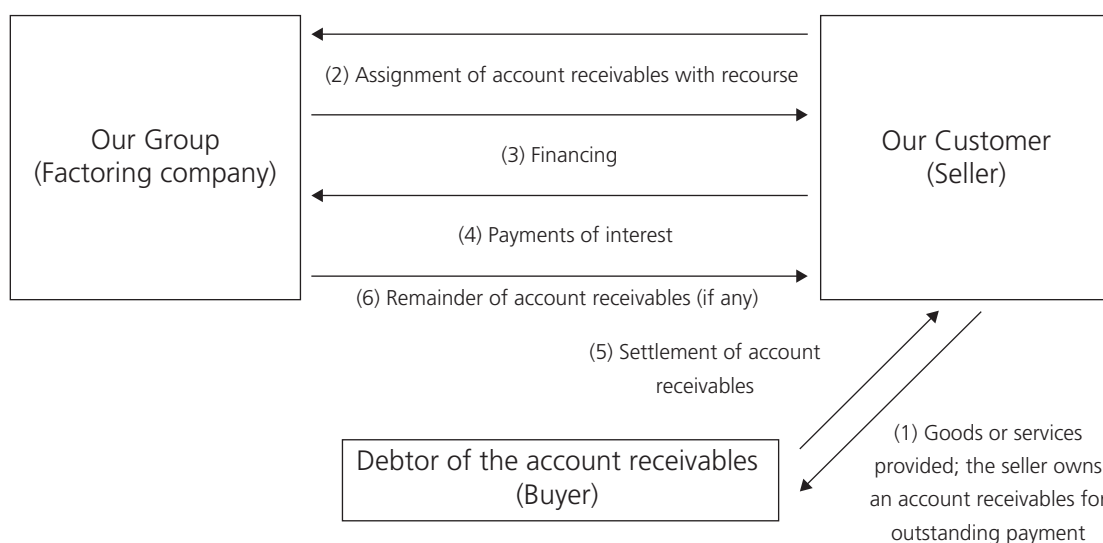 (2) Assignment of account receivables with recourse
Our Group
(Factoring company)
Our Customer
(Seller)
(3) Financing
(4) Payments of interest
(6) Remainder of account receivables (if any)
(5) Settlement of account
receivables
Debtor of the account receivables
(Buyer)
(1) Goods or services
provided; the seller owns
an account receivables for
outstanding payment